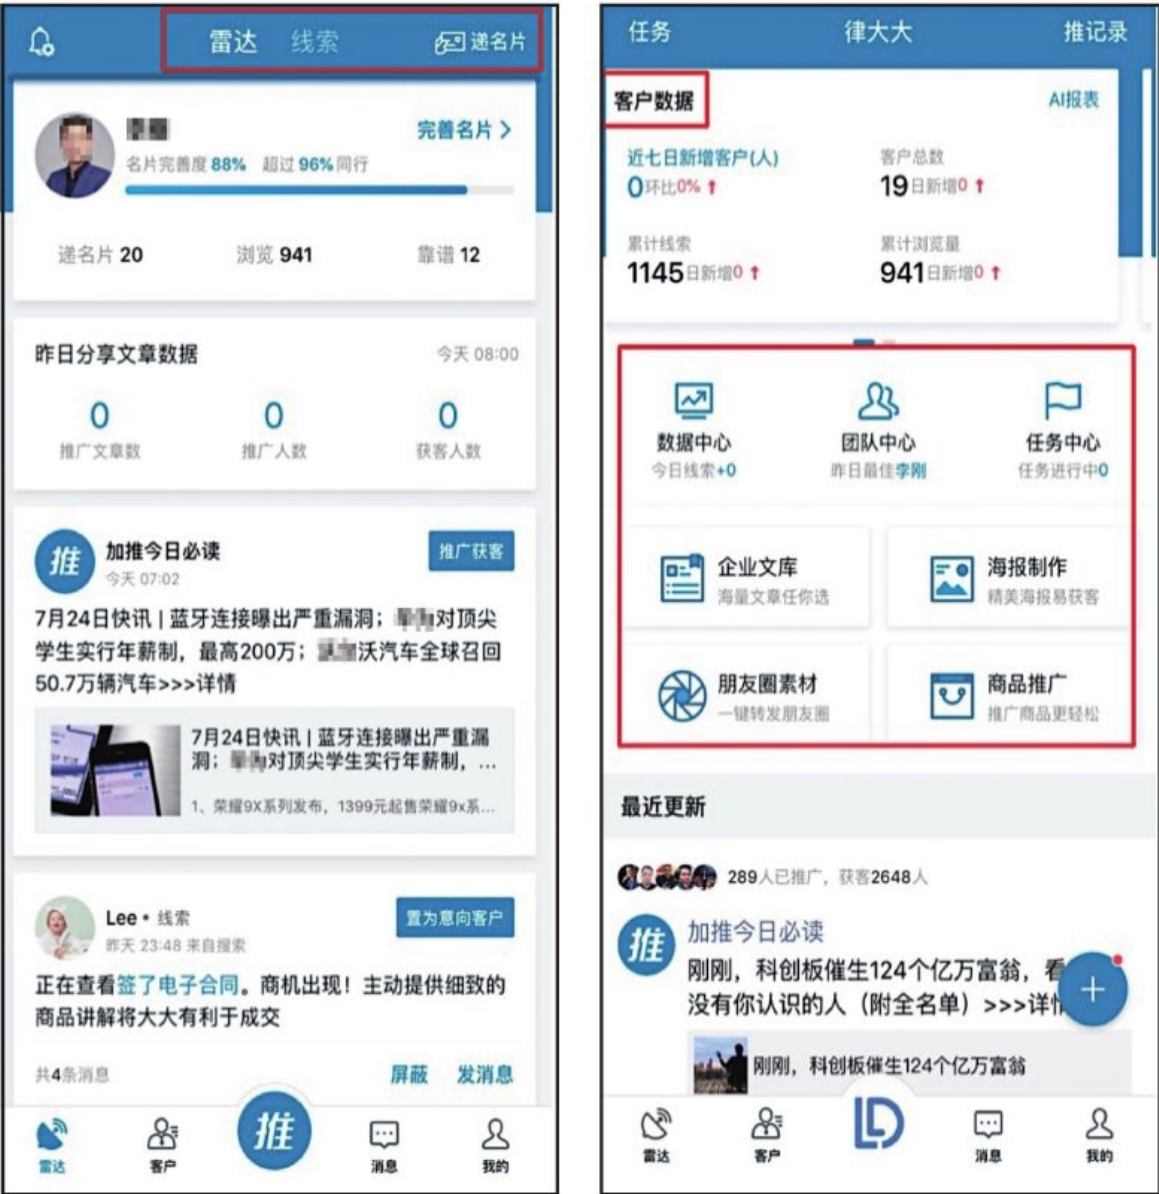 雷达 线索 递名片
完善名片 >
名片完善度 88% 超过 96% 同行
递名片 20 浏览 941 靠谱 12
昨日分享文章数据 今天 08:00
0 0 0
推广文章数 推广人数 获客人数
推
加推今日必读 推广获客
今天 07:02
7月24日快讯 | 蓝牙连接曝出严重漏洞；对顶尖
学生实行年薪制，最高200万；沃汽车全球召回
50.7万辆汽车>>>详情
7月24日快讯 | 蓝牙连接曝出严重漏
洞；对顶尖学生实行年薪制，...
1、荣耀9X系列发布，1399元起售荣耀9x系...
Lee • 线索 置为意向客户
昨天 23:48 来自搜索
正在查看签了电子合同。商机出现！主动提供细致的
商品讲解将大大有利于成交
共4条消息 屏蔽 发消息
推
雷达 客户 消息 我的
任务 律大大 推记录
客户数据 AI报表
近七日新增客户(人) 客户总数
0环比0% ↑ 19日新增0 ↑
累计线索 累计浏览量
1145日新增0 ↑ 941日新增0 ↑
数据中心 团队中心 任务中心
今日线索+0 昨日最佳李刚 任务进行中0
企业文库 海报制作
海量文章任你选 精美海报易获客
朋友圈素材 商品推广
一键转发朋友圈 推广商品更轻松
最近更新
289人已推广，获客2648人
推
加推今日必读
刚刚，科创板催生124个亿万富翁，看
没有你认识的人（附全名单）>>>详情
刚刚，科创板催生124个亿万富翁
LD
雷达 客户 消息 我的